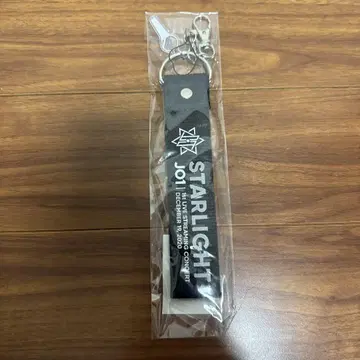 STARLIGHT
JO1 | 1st LIVE STREAMING CONCERT
DECEMBER 19, 2020